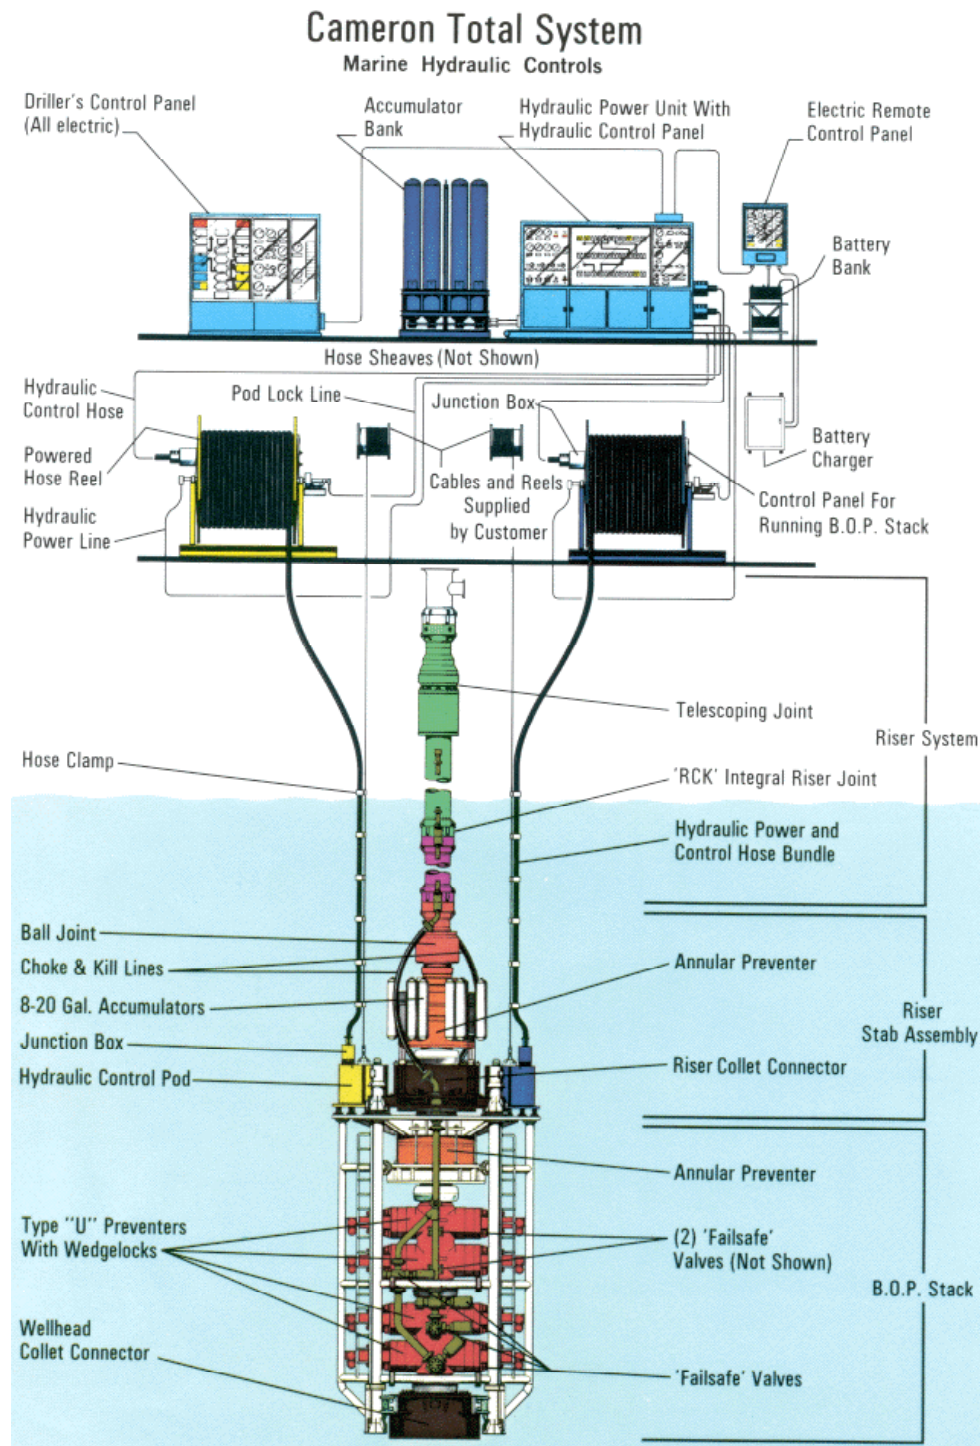 Cameron Total System
Marine Hydraulic Controls
Driller's Control Panel
(All electric)
Accumulator
Bank
Hydraulic Power Unit With
Hydraulic Control Panel
Electric Remote
Control Panel
Battery
Bank
Hose Sheaves (Not Shown)
Hydraulic
Control Hose
Pod Lock Line
Junction Box
Powered
Hose Reel
Battery
Charger
Cables and Reels
Supplied
by Customer
Hydraulic
Power Line
Control Panel For
Running B.O.P. Stack
Telescoping Joint
Riser System
Hose Clamp
'RCK' Integral Riser Joint
Hydraulic Power and
Control Hose Bundle
Ball Joint
Choke & Kill Lines
8-20 Gal. Accumulators
Junction Box
Hydraulic Control Pod
Annular Preventer
Riser
Stab Assembly
Riser Collet Connector
Annular Preventer
Type "U" Preventers
With Wedgelocks
(2) 'Failsafe'
Valves (Not Shown)
B.O.P. Stack
Wellhead
Collet Connector
'Failsafe' Valves